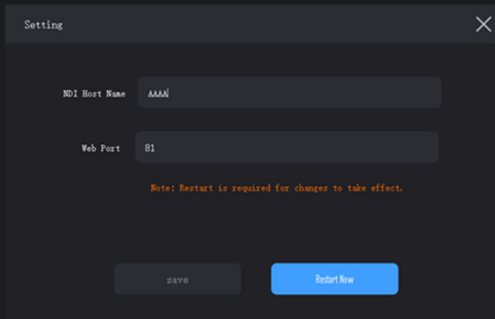 Setting
NDI Host Name AAAA
Web Port 81
Note: Restart is required for changes to take effect.
save Restart Now